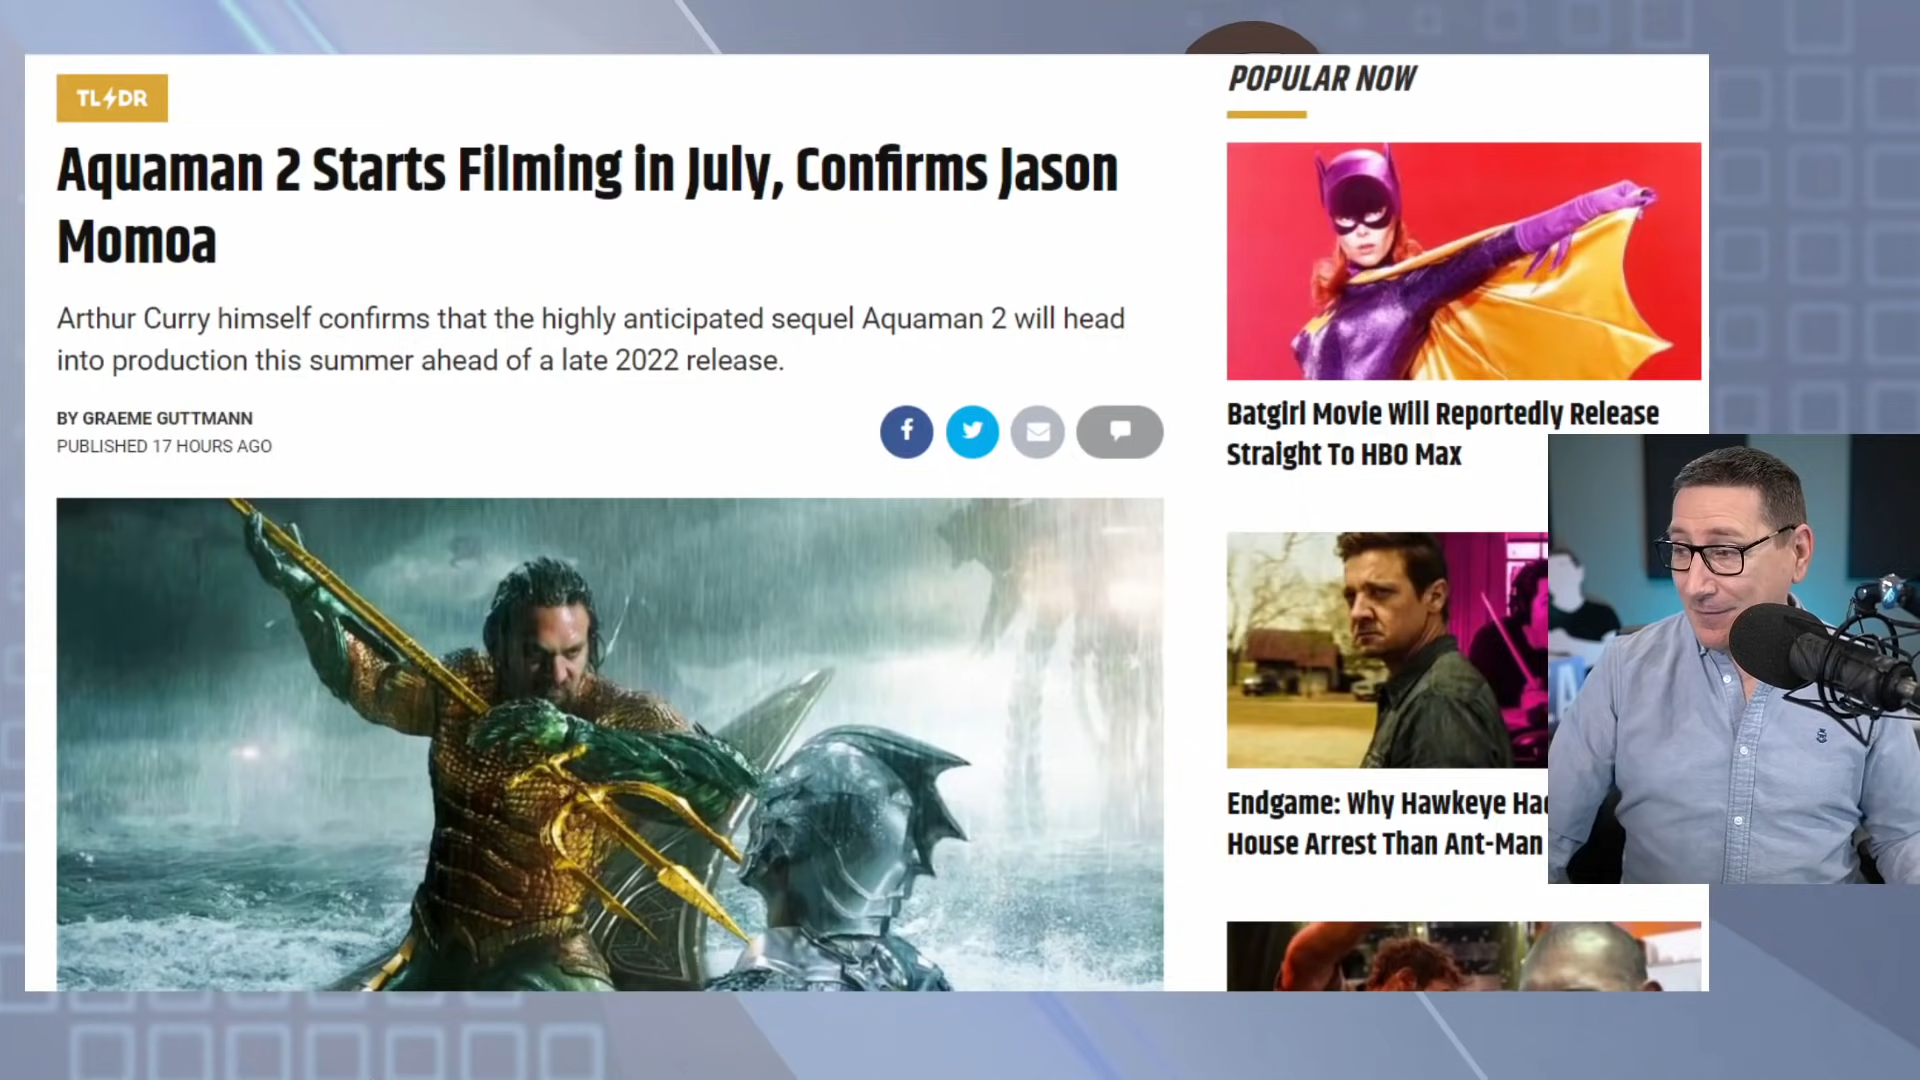 TL⚡DR
Aquaman 2 Starts Filming in July, Confirms Jason
Momoa
Arthur Curry himself confirms that the highly anticipated sequel Aquaman 2 will head
into production this summer ahead of a late 2022 release.
BY GRAEME GUTTMANN
PUBLISHED 17 HOURS AGO
POPULAR NOW
Batgirl Movie Will Reportedly Release
Straight To HBO Max
Endgame: Why Hawkeye
House Arrest Than Ant-Man